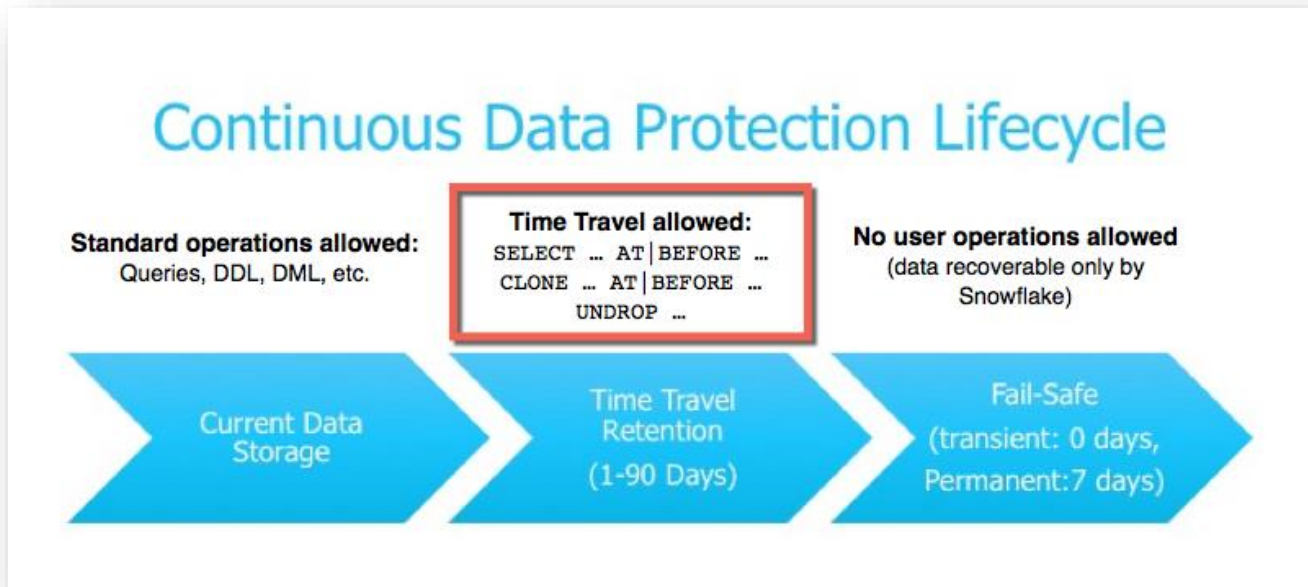 Continuous Data Protection Lifecycle
Standard operations allowed:
Queries, DDL, DML, etc.
Time Travel allowed:
SELECT … AT|BEFORE …
CLONE … AT|BEFORE …
UNDROP …
No user operations allowed
(data recoverable only by
Snowflake)
Current Data
Storage
Time Travel
Retention
(1-90 Days)
Fail-Safe
(transient: 0 days,
Permanent:7 days)